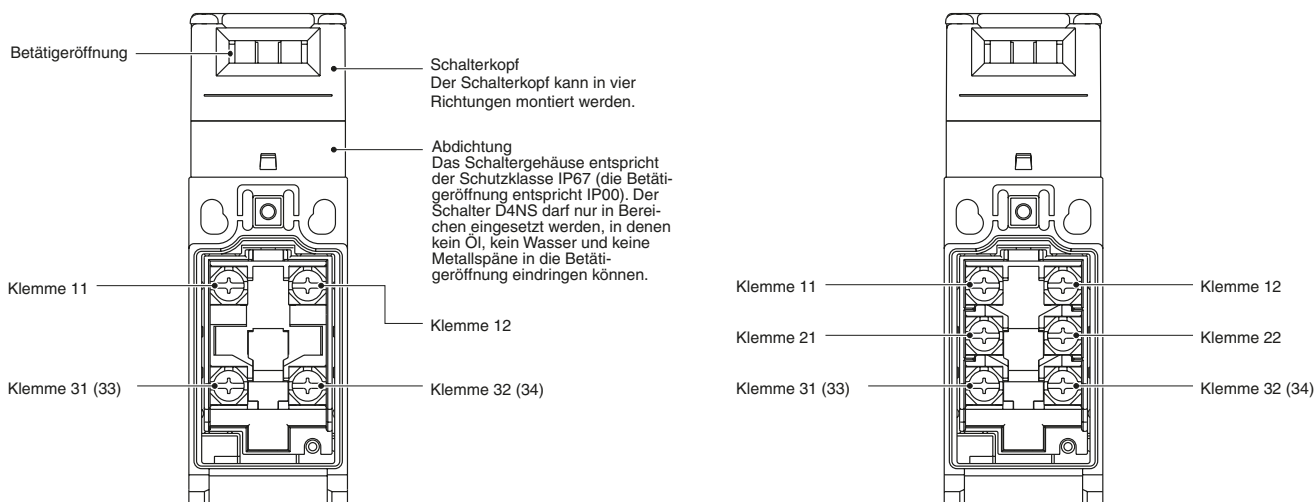 Betätigeröffnung
Schalterkopf
Der Schalterkopf kann in vier
Richtungen montiert werden.
Abdichtung
Das Schaltergehäuse entspricht
der Schutzklasse IP67 (die Betäti-
geröffnung entspricht IP00). Der
Schalter D4NS darf nur in Berei-
chen eingesetzt werden, in denen
kein Öl, kein Wasser und keine
Metallspäne in die Betäti-
geröffnung eindringen können.
Klemme 11
Klemme 12
Klemme 31 (33)
Klemme 32 (34)
Klemme 11
Klemme 12
Klemme 21
Klemme 22
Klemme 31 (33)
Klemme 32 (34)